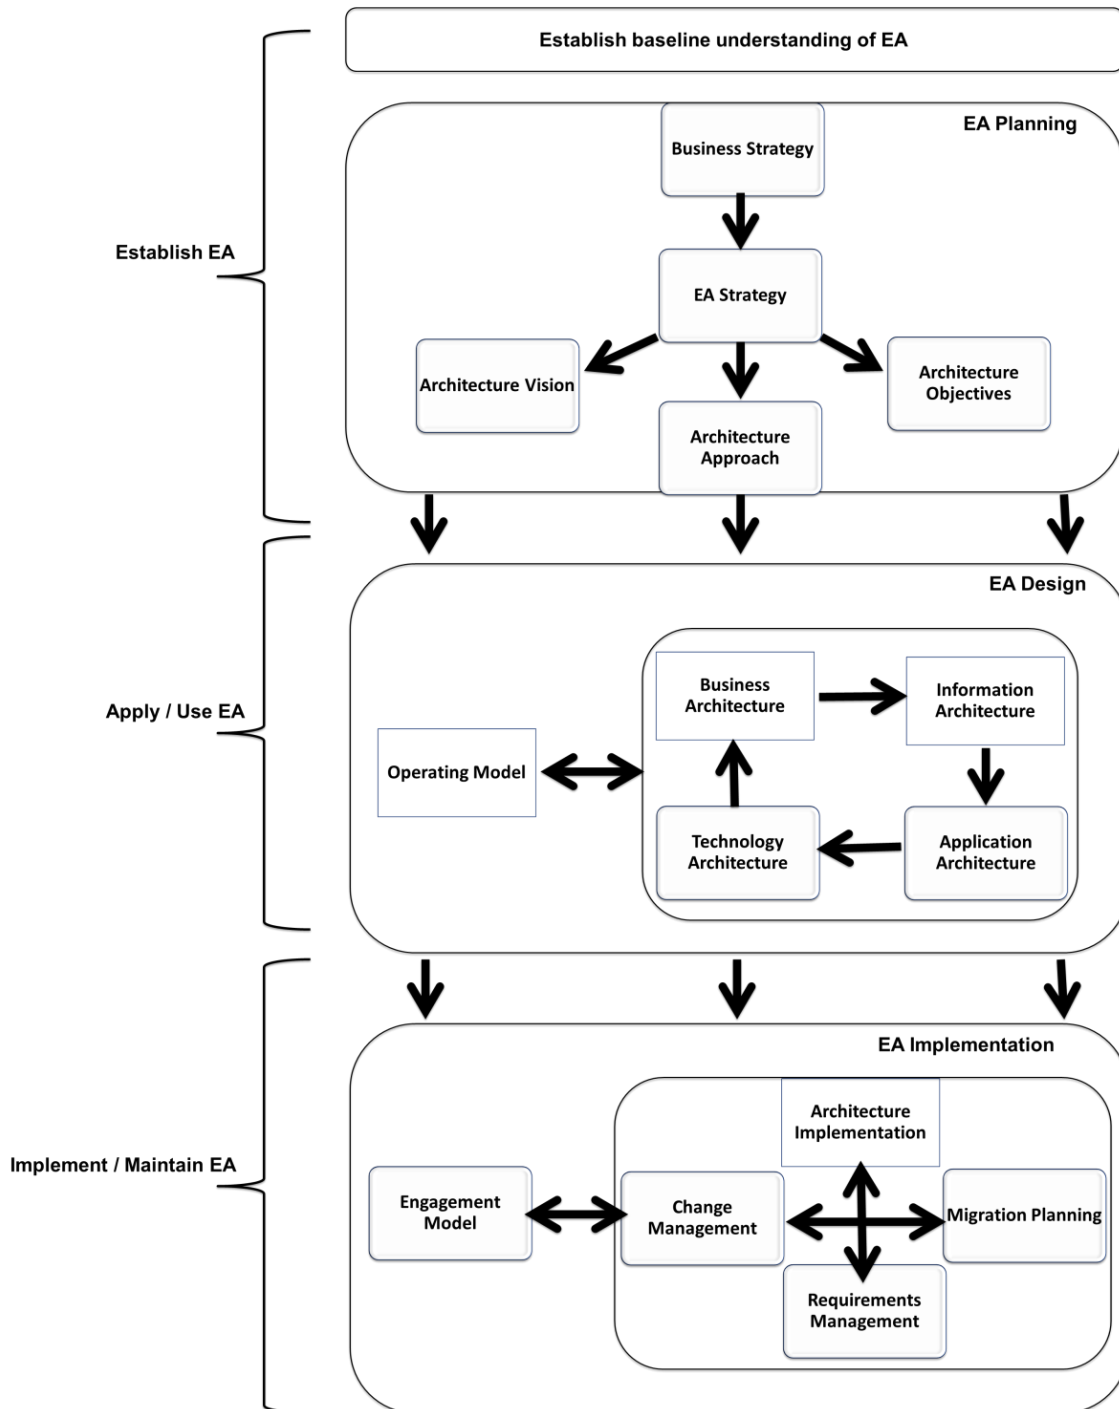 Establish baseline understanding of EA
EA Planning
Business Strategy
Establish EA
EA Strategy
Architecture Vision
Architecture
Objectives
Architecture
Approach
EA Design
Apply / Use EA
Business
Architecture
Information
Architecture
Operating Model
Technology
Architecture
Application
Architecture
EA Implementation
Implement / Maintain EA
Architecture
Implementation
Engagement
Model
Change
Management
Migration Planning
Requirements
Management